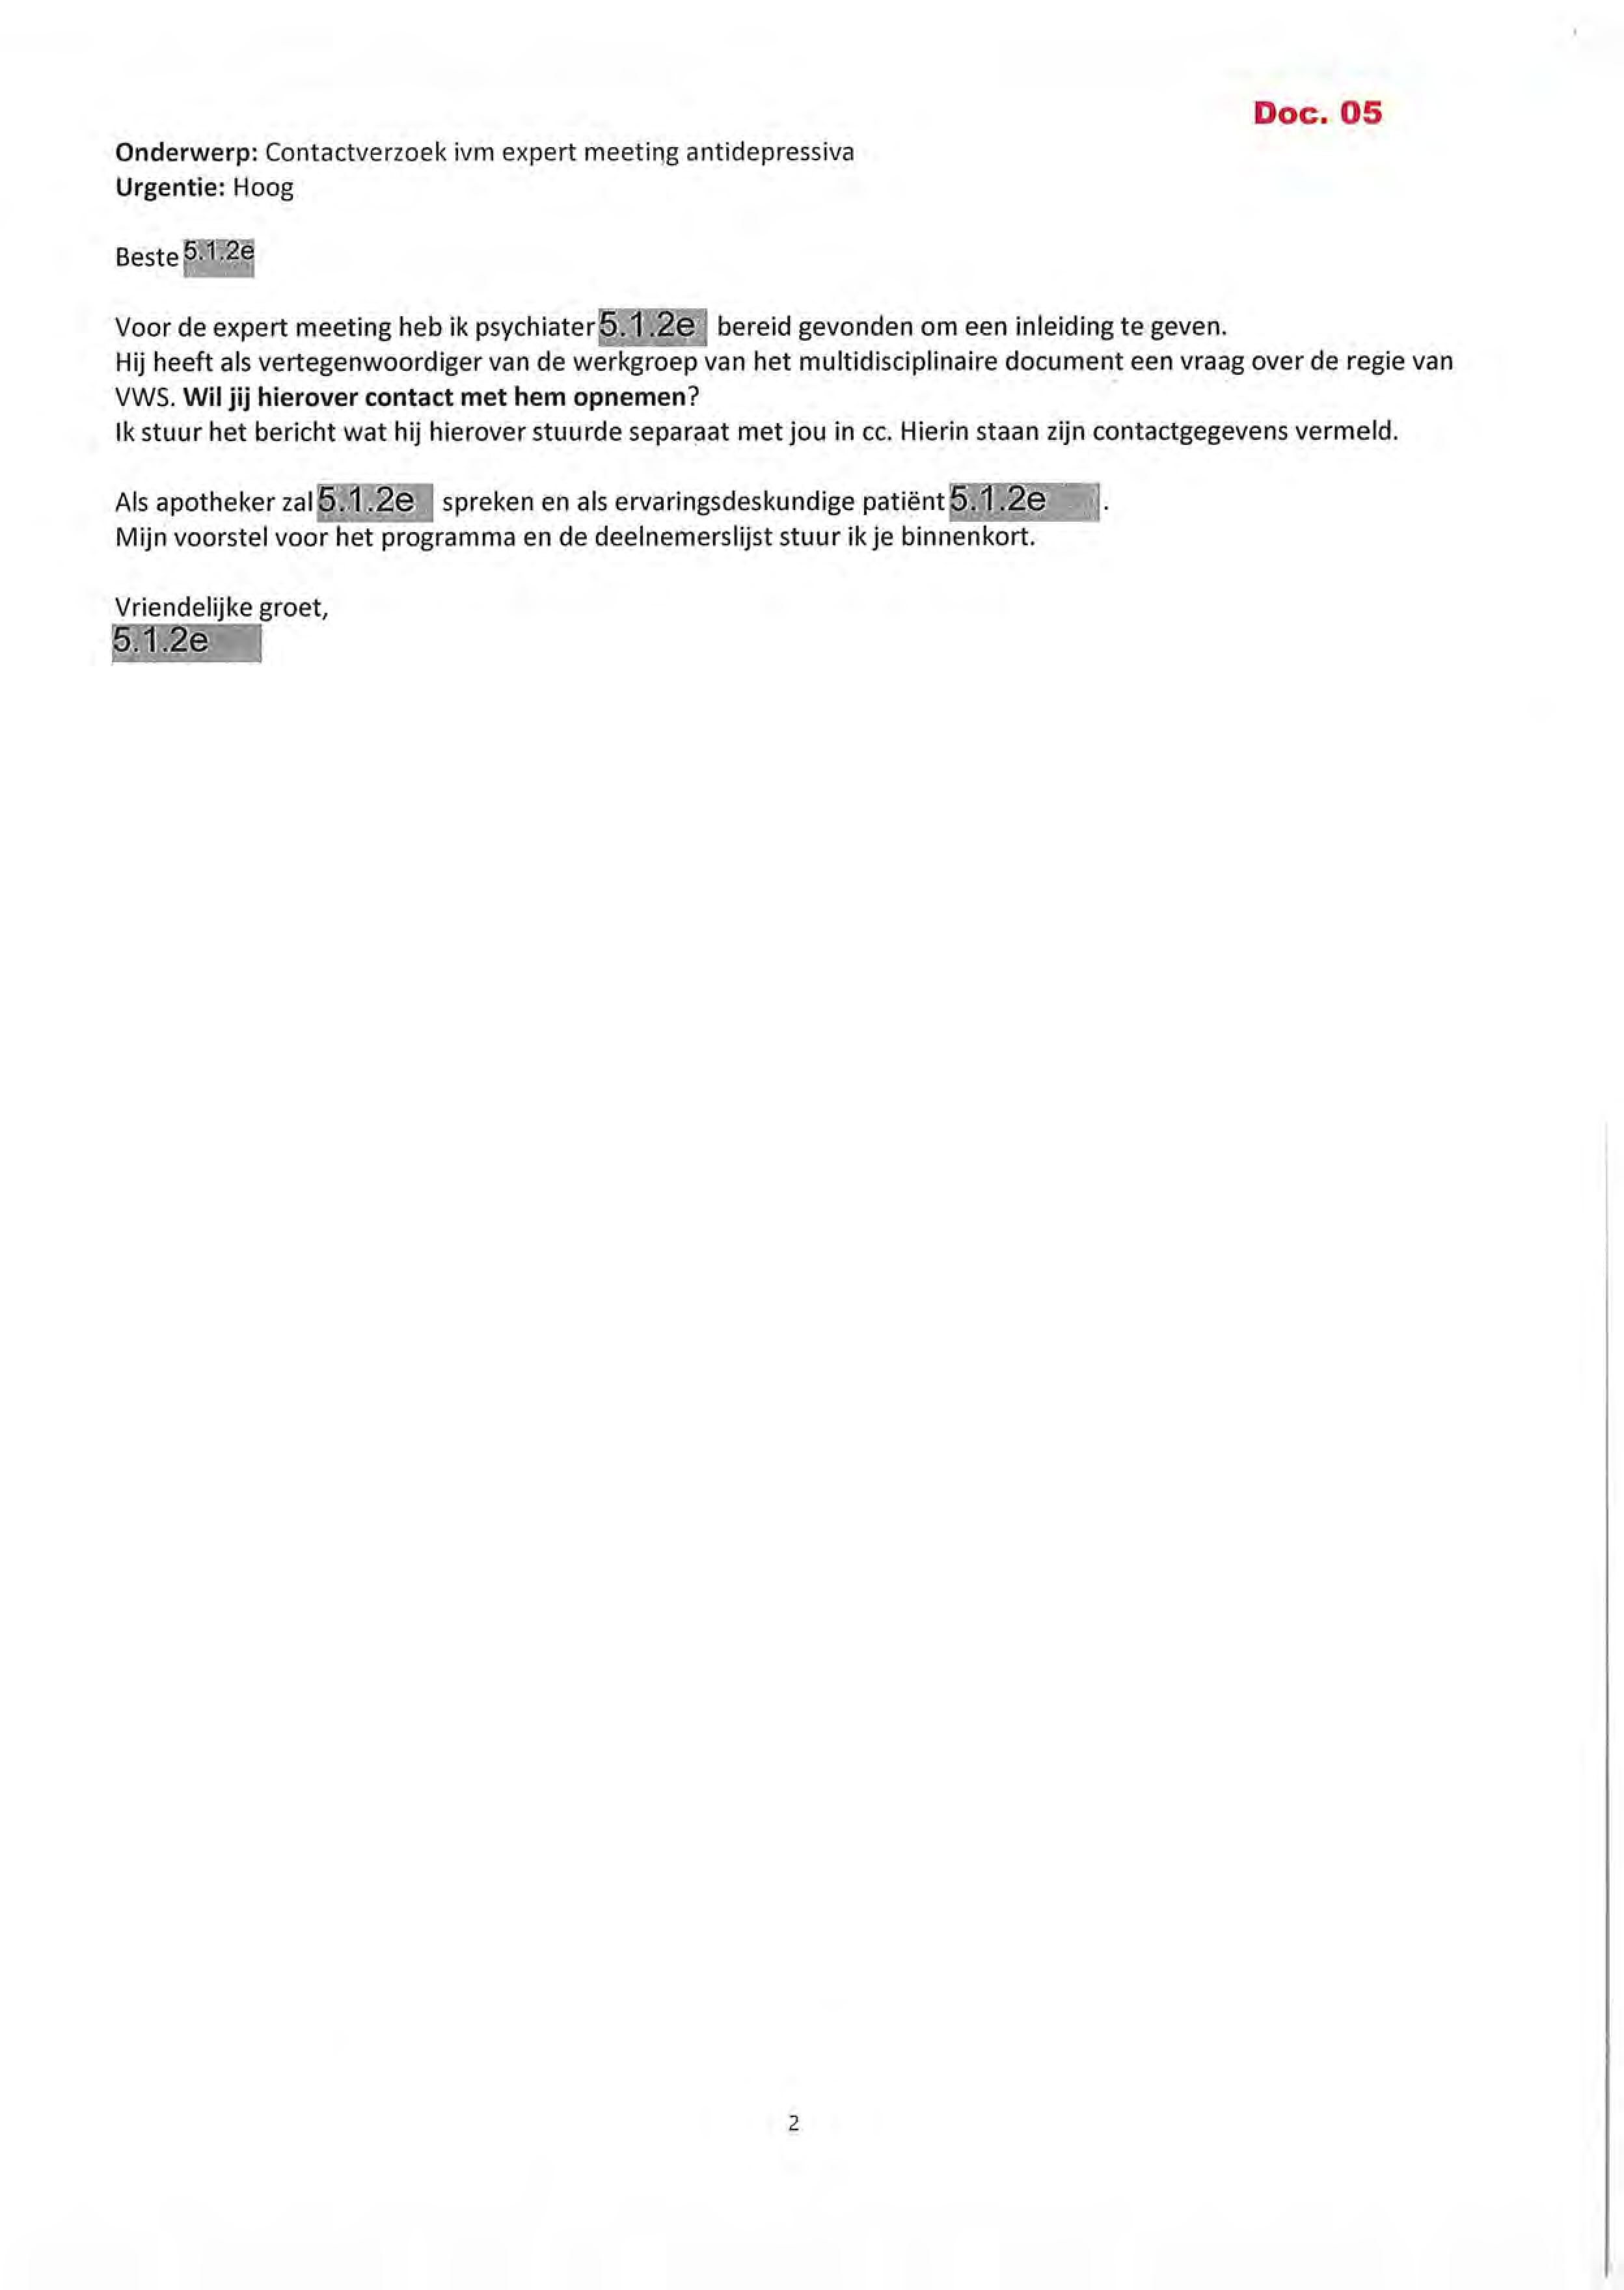 Doc. 05
Onderwerp: Contactverzoek ivm expert meeting antidepressiva
Urgentie: Hoog
Beste 5.1.2e
Voor de expert meeting heb ik psychiater 5.1.2e bereid gevonden om een inleiding te geven.
Hij heeft als vertegenwoordiger van de werkgroep van het multidisciplinaire document een vraag over de regie van
VWS. Wil jij hierover contact met hem opnemen?
Ik stuur het bericht wat hij hierover stuurde separaat met jou in cc. Hierin staan zijn contactgegevens vermeld.
Als apotheker zal 5.1.2e spreken en als ervaringsdeskundige patiënt 5.1.2e.
Mijn voorstel voor het programma en de deelnemerslijst stuur ik je binnenkort.
Vriendelijke groet,
5.1.2e
2